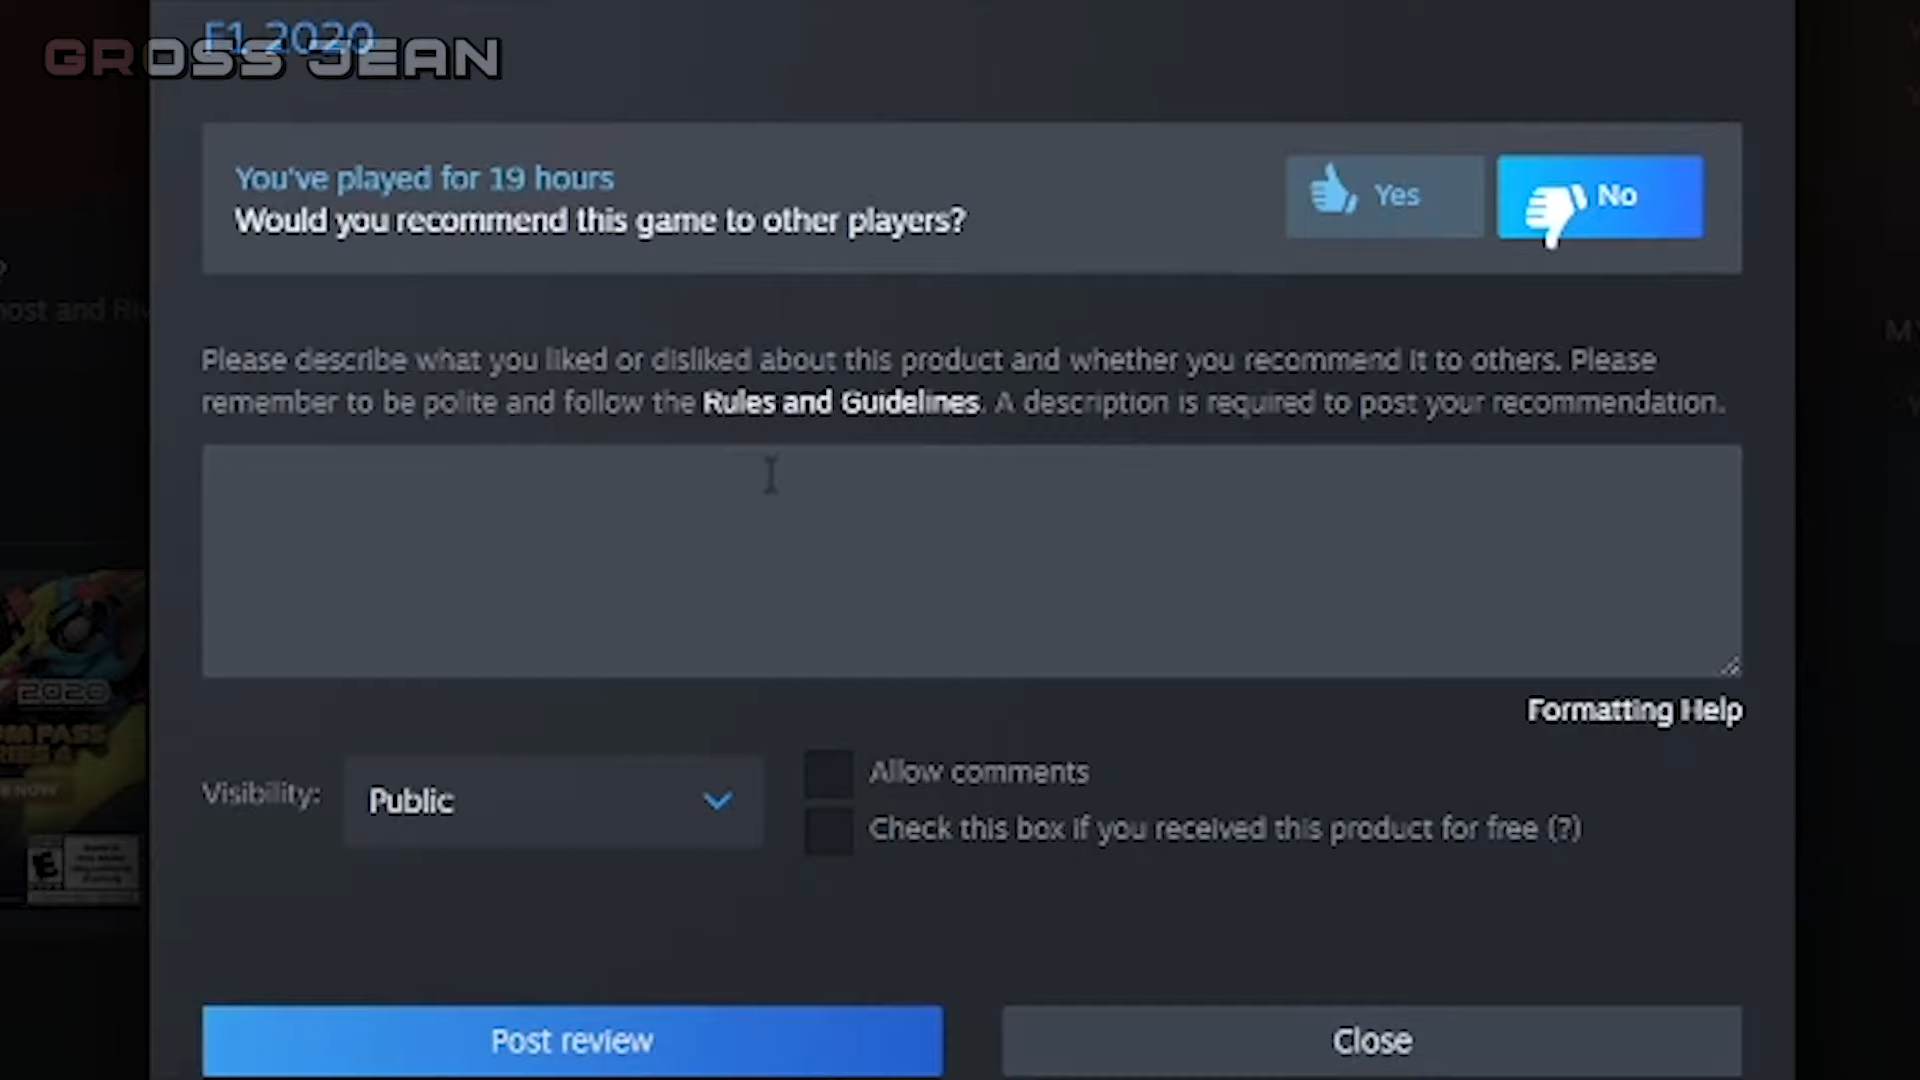 F1 2020
GROSS JEAN
You've played for 19 hours
Would you recommend this game to other players?
Yes
No
Please describe what you liked or disliked about this product and whether you recommend it to others. Please
remember to be polite and follow the Rules and Guidelines. A description is required to post your recommendation.
Formatting Help
Visibility:
Public
Allow comments
Check this box if you received this product for free (?)
Post review
Close
?
2020
E